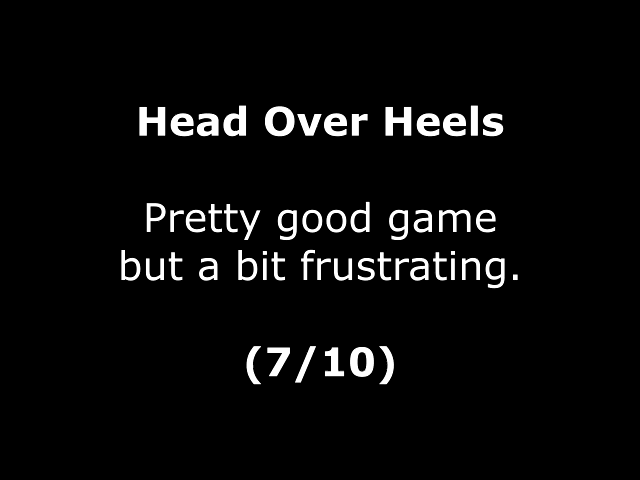 Head Over Heels
Pretty good game
but a bit frustrating.
(7/10)